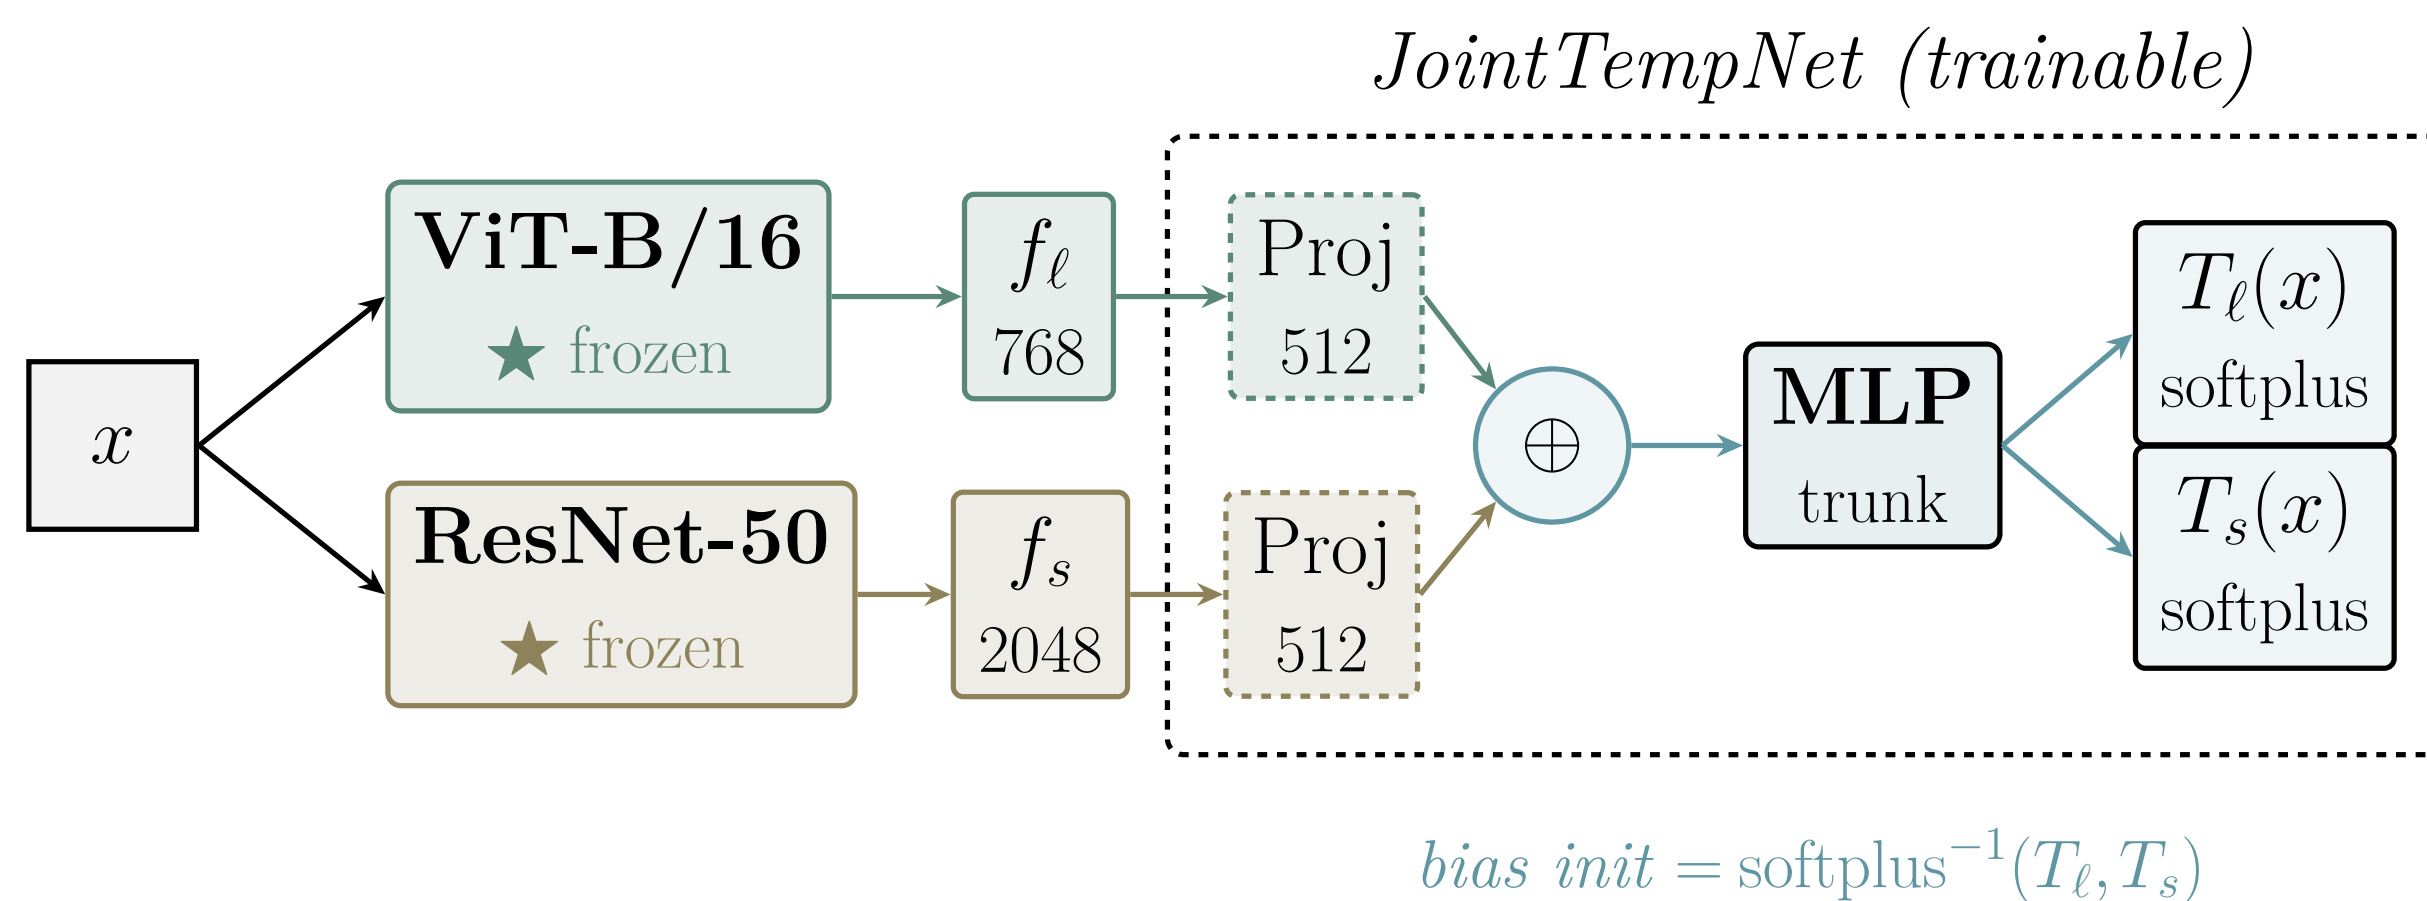 JointTempNet (trainable)
x
ViT-B/16
★ frozen
f_ℓ
768
Proj
512
ResNet-50
★ frozen
f_s
2048
Proj
512
⊕
MLP
trunk
T_ℓ(x)
softplus
T_s(x)
softplus
bias init = softplus⁻¹(T_ℓ, T_s)